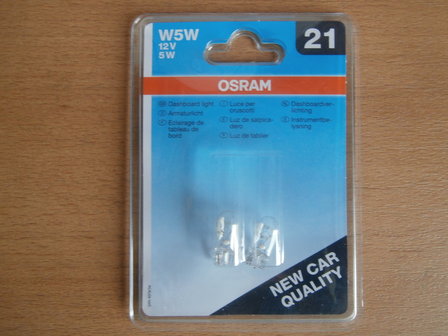 W5W
12V
5W
21
OSRAM
Dashboard light
Armaturlicht
Eclairage de
tableau de
bord
Luce per
cruscotti
Luz de salpica-
dero
Luz de tablier
Dashboardver-
lichting
Instrumentbe-
lysning
NEW CAR
QUALITY